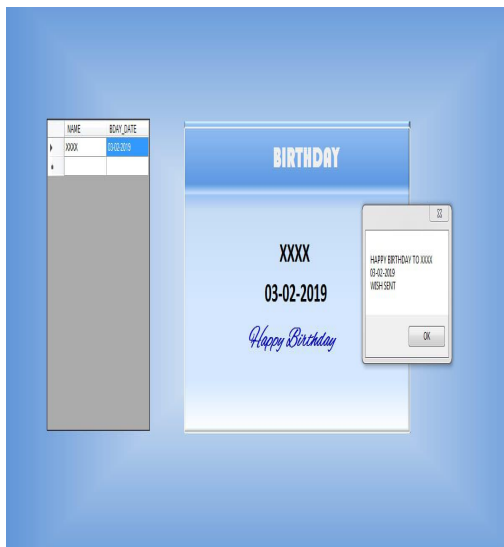 NAME BDAY_DATE
XXXX 03-02-2019
BIRTHDAY
XXXX
03-02-2019
Happy Birthday
HAPPY BIRTHDAY TO XXXX
03-02-2019
WISH SENT
OK